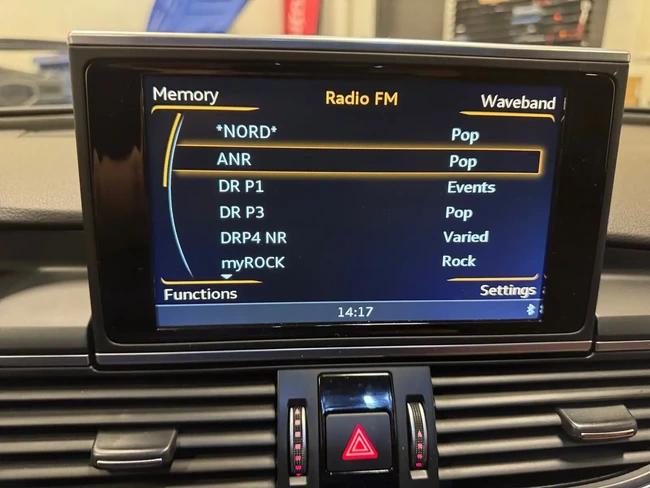 Memory Radio FM Waveband
*NORD* Pop
ANR Pop
DR P1 Events
DR P3 Pop
DRP4 NR Varied
myROCK Rock
Functions Settings
14:17